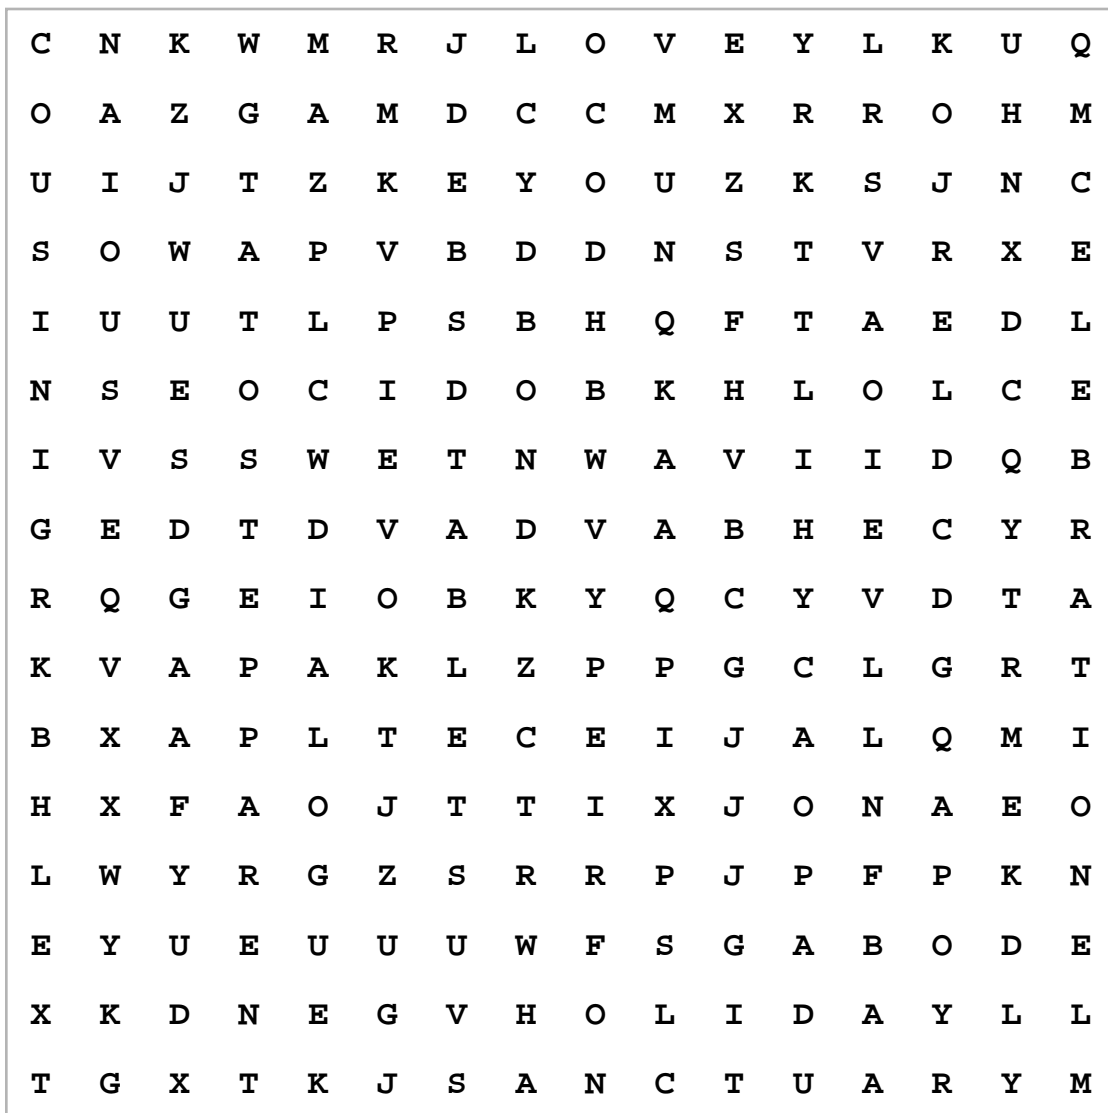 C N K W M R J L O V E Y L K U Q
O A Z G A M D C C M X R R O H M
U I J T Z K E Y O U Z K S J N C
S O W A P V B D D N S T V R X E
I U U T L P S B H Q F T A E D L
N S E O C I D O B K H L O L C E
I V S S W E T N W A V I I D Q B
G E D T D V A D V A B H E C Y R
R Q G E I O B K Y Q C Y V D T A
K V A P A K L Z P P G C L G R T
B X A P L T E C E I J A L Q M I
H X F A O J T T I X J O N A E O
L W Y R G Z S R R P J P F P K N
E Y U E U U U W F S G A B O D E
X K D N E G V H O L I D A Y L L
T G X T K J S A N C T U A R Y M